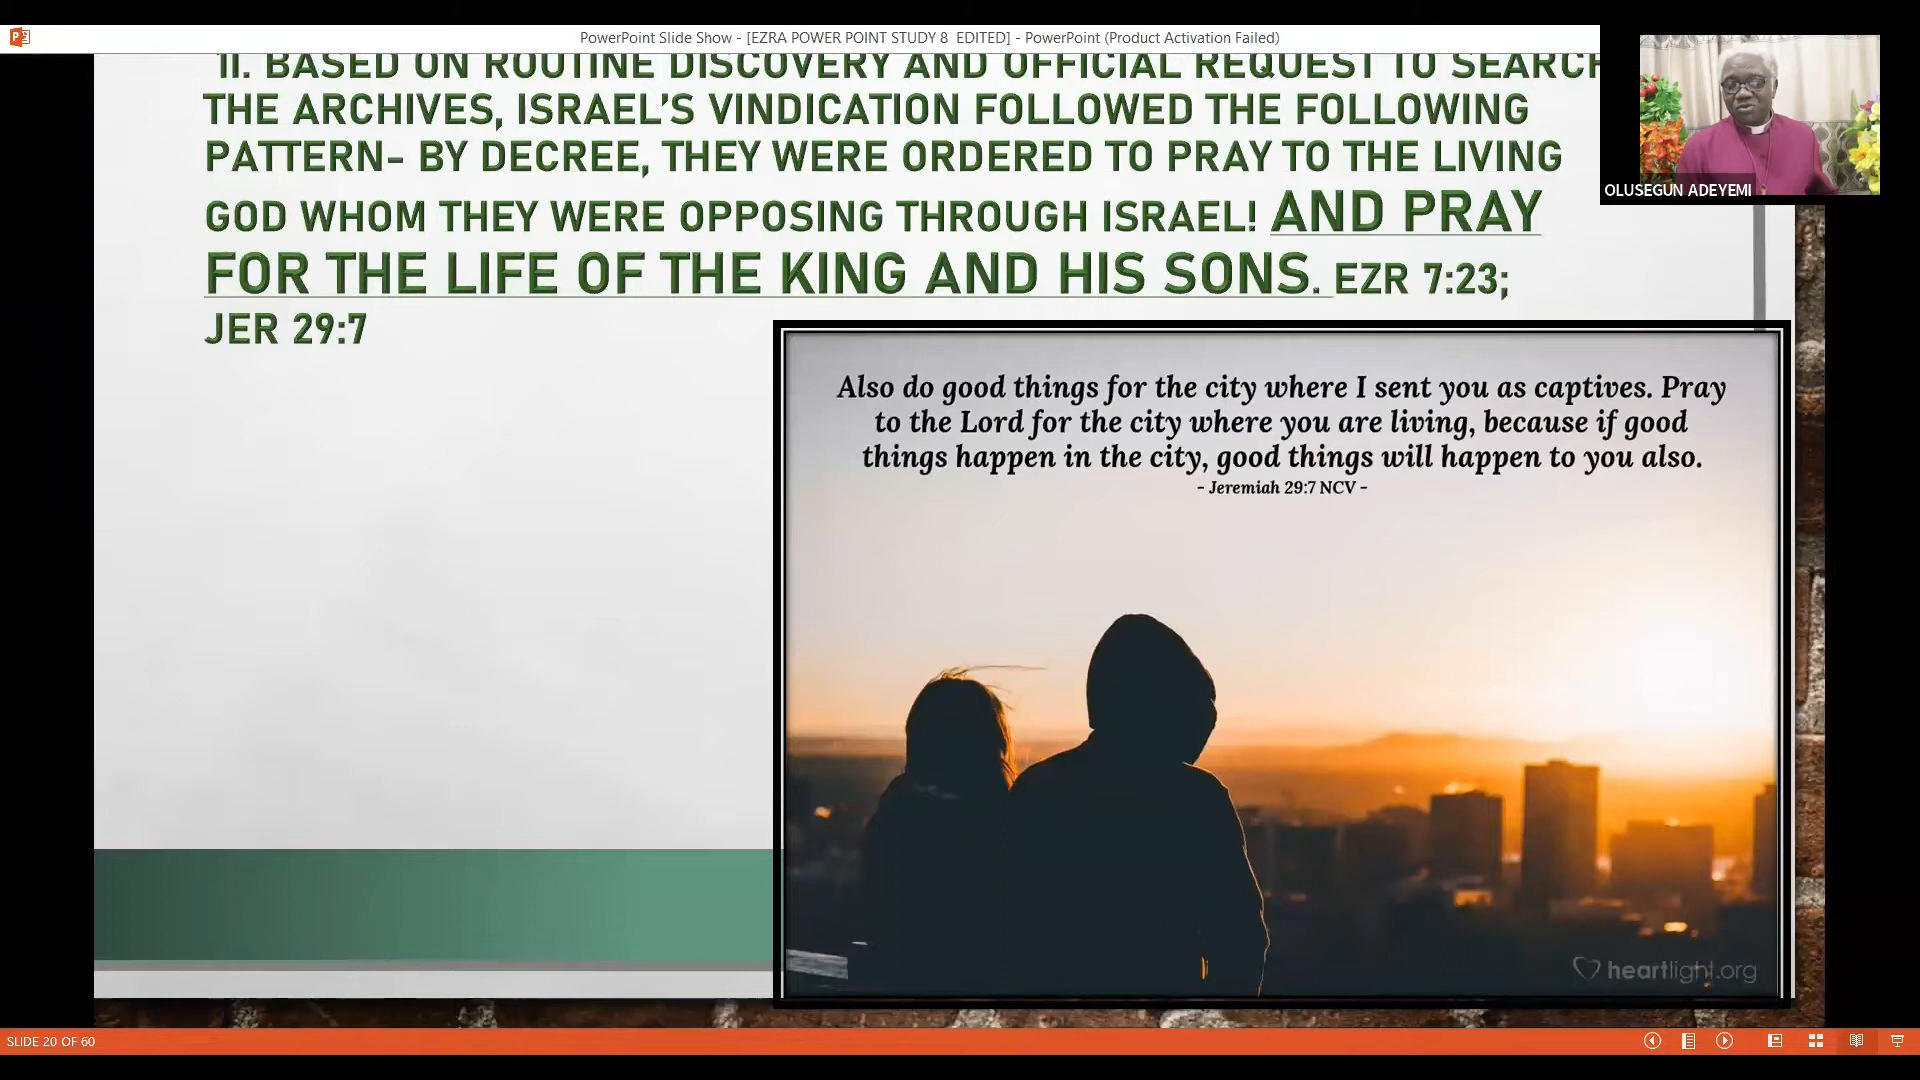 PowerPoint Slide Show - [EZRA POWER POINT STUDY 8 EDITED] - PowerPoint (Product Activation Failed)
II. BASED ON ROUTINE DISCOVERY AND OFFICIAL REQUEST TO SEARCH
THE ARCHIVES, ISRAEL'S VINDICATION FOLLOWED THE FOLLOWING
PATTERN- BY DECREE, THEY WERE ORDERED TO PRAY TO THE LIVING
GOD WHOM THEY WERE OPPOSING THROUGH ISRAEL! AND PRAY
FOR THE LIFE OF THE KING AND HIS SONS. EZR 7:23;
JER 29:7
OLUSEGUN ADEYEMI
Also do good things for the city where I sent you as captives. Pray
to the Lord for the city where you are living, because if good
things happen in the city, good things will happen to you also.
- Jeremiah 29:7 NCV -
heartlight.org
SLIDE 20 OF 60